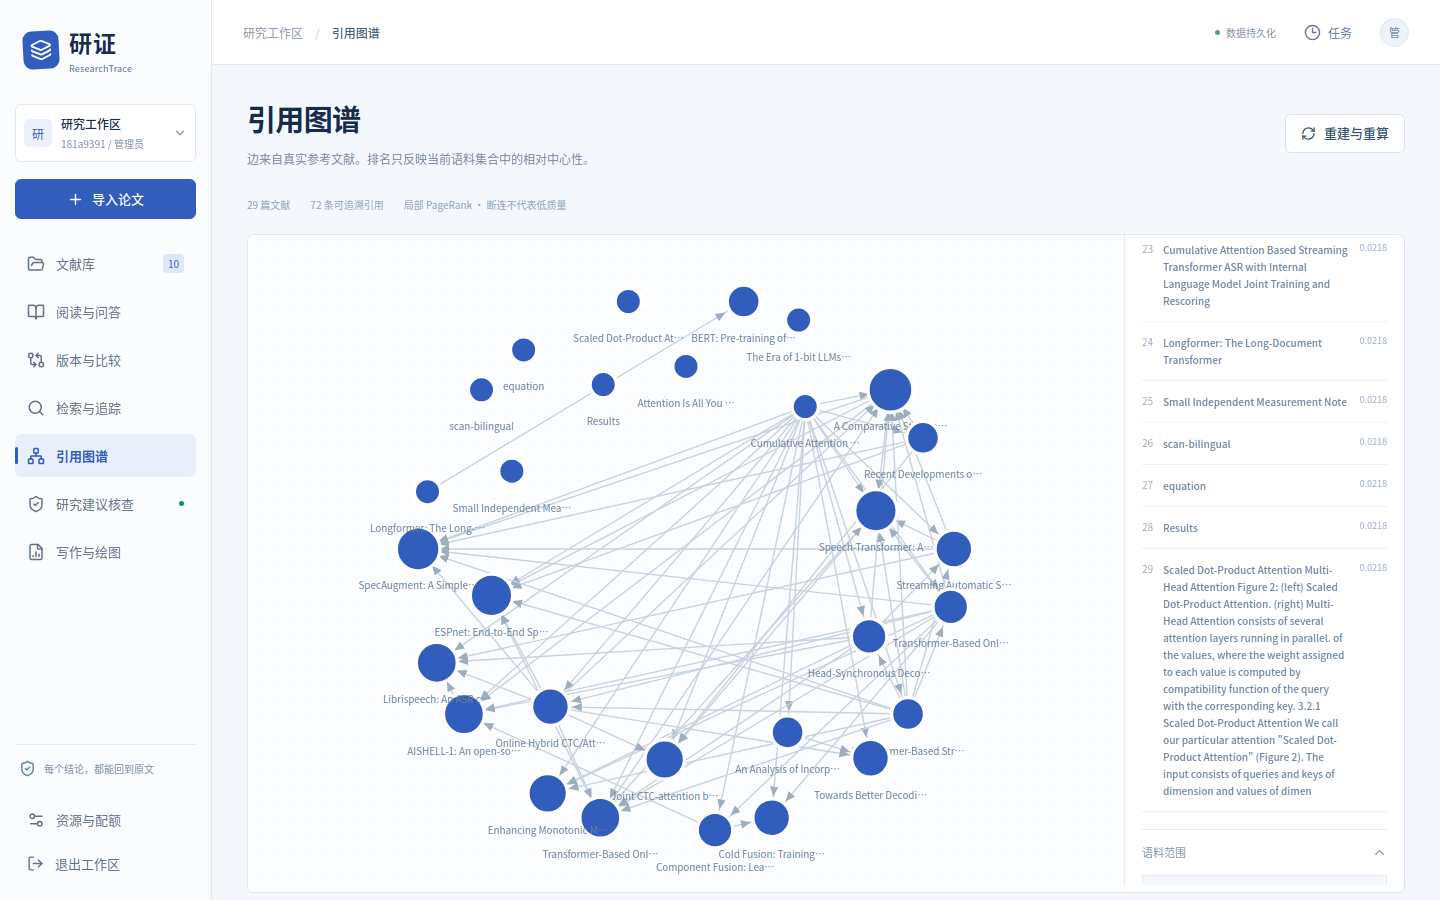 研证
ResearchTrace
研
研究工作区
181a9391 / 管理员
导入论文
文献库
10
阅读与问答
版本与比较
检索与追踪
引用图谱
研究建议核查
写作与绘图
每个结论，都能回到原文
资源与配额
退出工作区
研究工作区 / 引用图谱
数据持久化
任务
管
引用图谱
边来自真实参考文献。排名只反映当前语料集合中的相对中心性。
重建与重算
29 篇文献 72 条可追溯引用 局部 PageRank · 断连不代表低质量
Scaled Dot-Product At…
BERT: Pre-training of…
The Era of 1-bit LLMs…
equation
Attention Is All You …
scan-bilingual
Results
A Comparative S
Cumulative Attention …
Recent Developments o…
Small Independent Mea…
Longformer: The Long-…
Speech-Transformer: A…
SpecAugment: A Simple…
Streaming Automatic S…
ESPnet: End-to-End Sp…
Transformer-Based Onl…
Head-Synchronous Deco…
Librispeech: An ASR c
Online Hybrid CTC/Att…
AISHELL-1: An open-so…
mer-Based Str…
An Analysis of Incorp…
Joint CTC-attention b…
Towards Better Decodi…
Enhancing Monotonic M
Transformer-Based Onl…
Cold Fusion: Training…
Component Fusion: Lea…
23 Cumulative Attention Based Streaming 0.0218
Transformer ASR with Internal
Language Model Joint Training and
Rescoring
24 Longformer: The Long-Document 0.0218
Transformer
25 Small Independent Measurement Note 0.0218
26 scan-bilingual 0.0218
27 equation 0.0218
28 Results 0.0218
29 Scaled Dot-Product Attention Multi- 0.0218
Head Attention Figure 2: (left) Scaled
Dot-Product Attention. (right) Multi-
Head Attention consists of several
attention layers running in parallel. of
the values, where the weight assigned
to each value is computed by
compatibility function of the query
with the corresponding key. 3.2.1
Scaled Dot-Product Attention We call
our particular attention "Scaled Dot-
Product Attention" (Figure 2). The
input consists of queries and keys of
dimension and values of dimen
语料范围